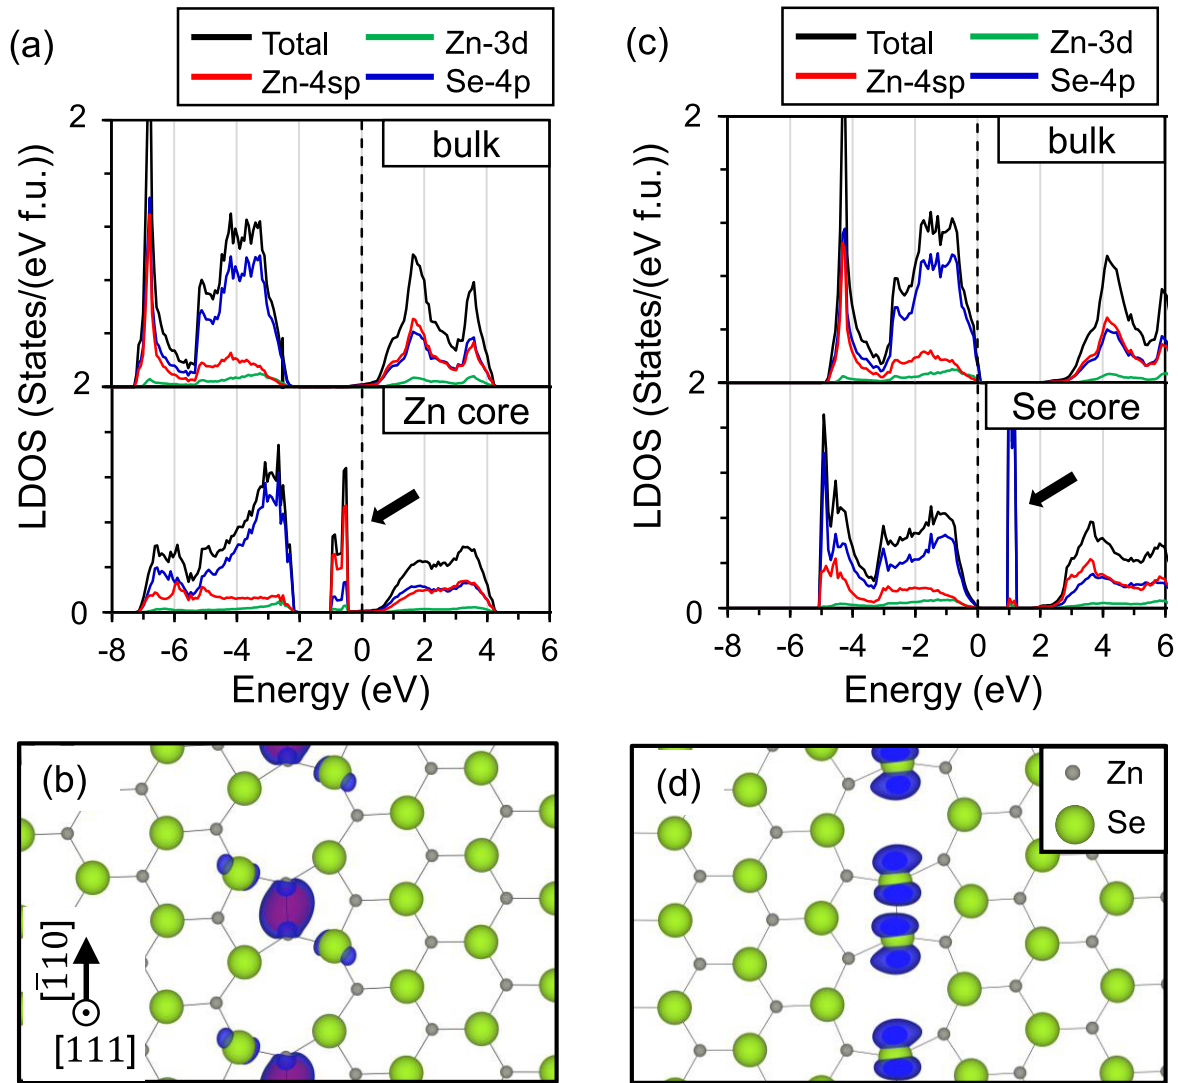 (a)
Total
Zn-3d
Zn-4sp
Se-4p
LDOS (States/(eV f.u.))
2
bulk
2
Zn core
0
-8 -6 -4 -2 0 2 4 6
Energy (eV)
(c)
Total
Zn-3d
Zn-4sp
Se-4p
LDOS (States/(eV f.u.))
2
bulk
2
Se core
0
-8 -6 -4 -2 0 2 4 6
Energy (eV)
(b)
[1̅10]
[111]
(d)
Zn
Se